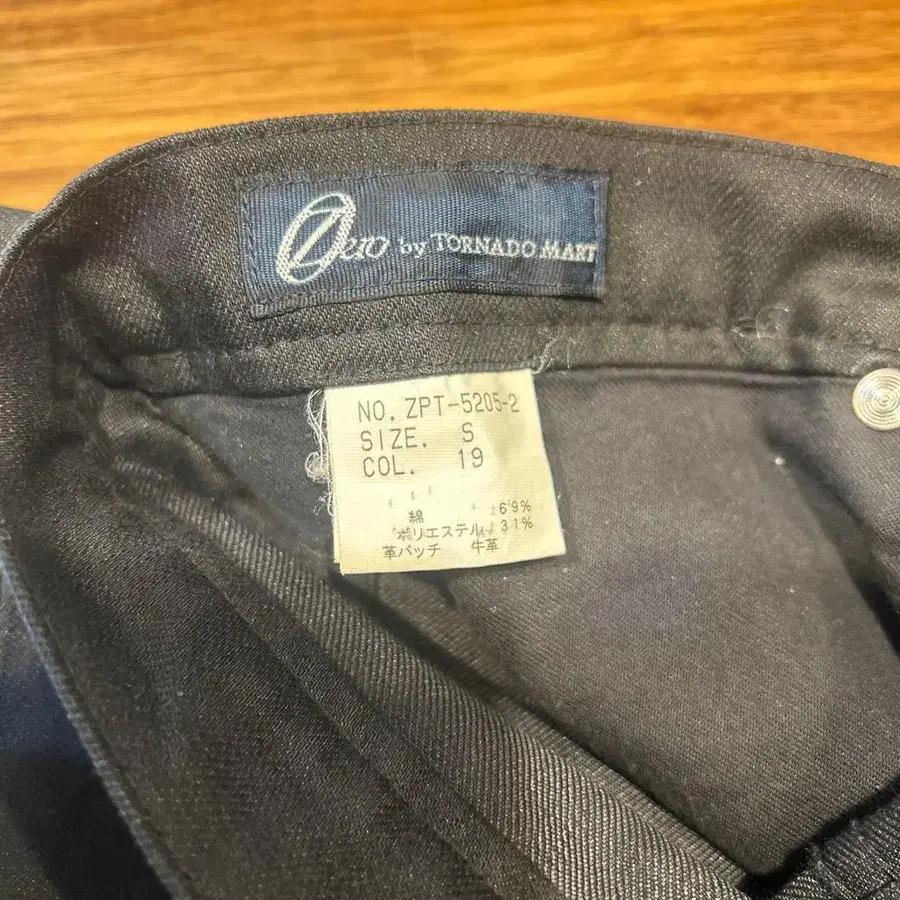 Zero by TORNADO MART
NO. ZPT-5205-2
SIZE. S
COL. 19
綿 69%
ポリエステル 31%
革パッチ 牛革